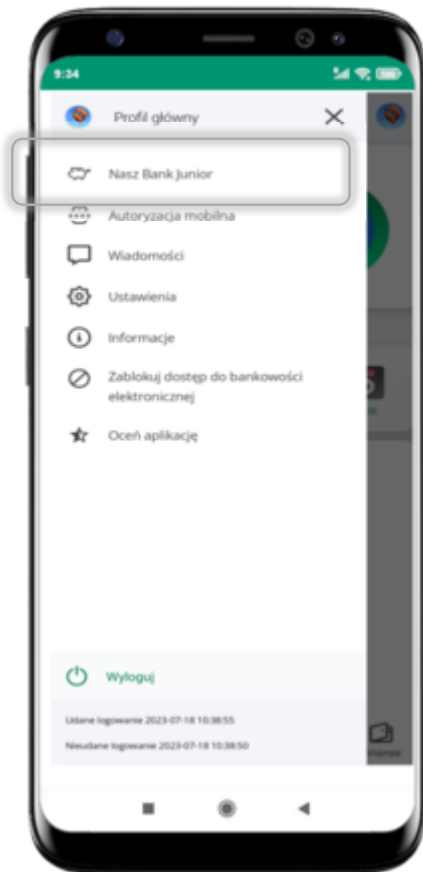 9:34
Profil główny
Nasz Bank Junior
Autoryzacja mobilna
Wiadomości
Ustawienia
Informacje
Zablokuj dostęp do bankowości
elektronicznej
Oceń aplikację
Wyloguj
Udane logowanie 2023-07-18 10:38:55
Nieudane logowanie 2023-07-18 10:38:50